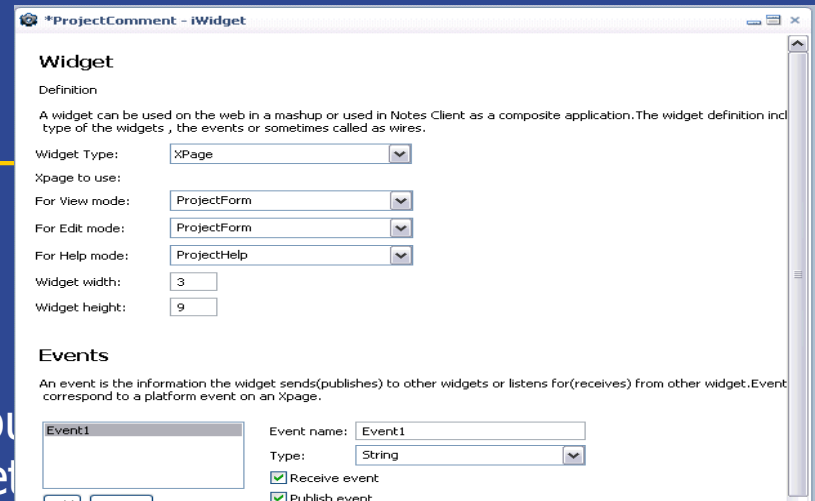 *ProjectComment - iWidget
Widget
Definition
A widget can be used on the web in a mashup or used in Notes Client as a composite application.The widget definition incl
type of the widgets , the events or sometimes called as wires.
Widget Type: XPage
Xpage to use:
For View mode: ProjectForm
For Edit mode: ProjectForm
For Help mode: ProjectHelp
Widget width: 3
Widget height: 9
Events
An event is the information the widget sends(publishes) to other widgets or listens for(receives) from other widget.Event
correspond to a platform event on an Xpage.
Event1
Event name: Event1
Type: String
Receive event
Publish event